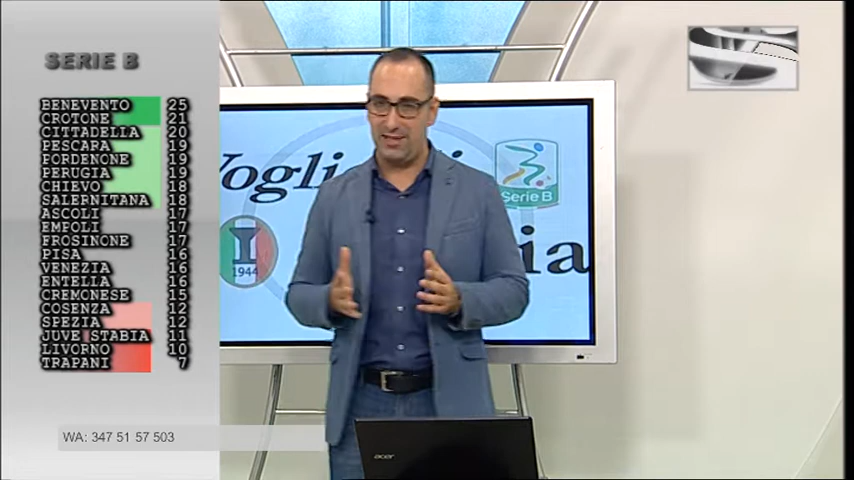 SERIE B
BENEVENTO 25
CROTONE 21
CITTADELLA 20
PESCARA 19
PORDENONE 19
PERUGIA 19
CHIEVO 18
SALERNITANA 18
ASCOLI 17
EMPOLI 17
FROSINONE 17
PISA 16
VENEZIA 16
ENTELLA 16
CREMONESE 15
COSENZA 12
SPEZIA 12
JUVE STABIA 11
LIVORNO 10
TRAPANI 7
WA: 347 51 57 503
Serie B
1944
ia
acer